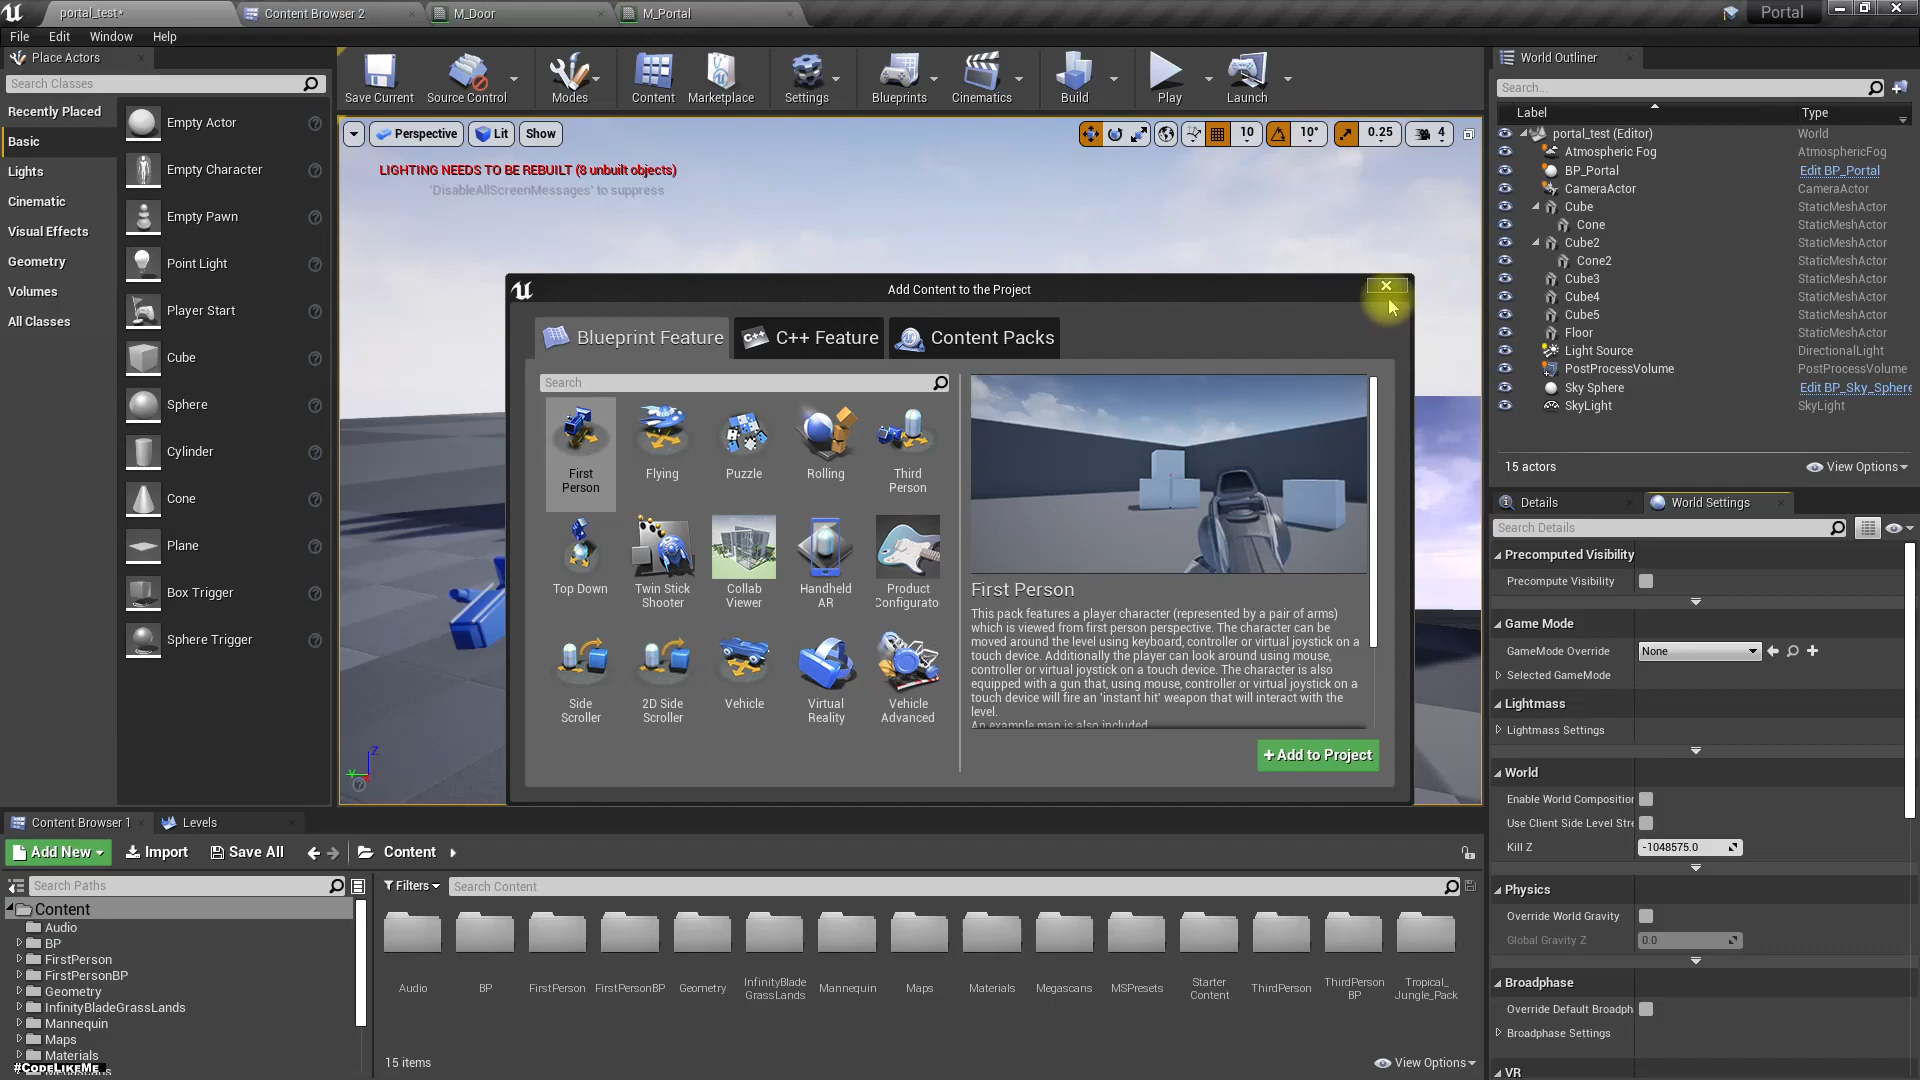 portal_test*
Content Browser 2
M_Door
M_Portal
Portal
File
Edit
Window
Help
Place Actors
Search Classes
Recently Placed
Basic
Lights
Cinematic
Visual Effects
Geometry
Volumes
All Classes
Empty Actor
Empty Character
Empty Pawn
Point Light
Player Start
Cube
Sphere
Cylinder
Cone
Plane
Box Trigger
Sphere Trigger
Save Current
Source Control
Modes
Content
Marketplace
Settings
Blueprints
Cinematics
Build
Play
Launch
Perspective
Lit
Show
10
10°
0.25
4
LIGHTING NEEDS TO BE REBUILT (8 unbuilt objects)
'DisableAllScreenMessages' to suppress
Add Content to the Project
Blueprint Feature
C++
C++ Feature
Content Packs
Search
First
Person
Flying
Puzzle
Rolling
Third
Person
Top Down
Twin Stick
Shooter
Collab
Viewer
Handheld
AR
Product
Configurato
Side
Scroller
2D Side
Scroller
Vehicle
Virtual
Reality
Vehicle
Advanced
First Person
This pack features a player character (represented by a pair of arms)
which is viewed from first person perspective. The character can be
moved around the level using keyboard, controller or virtual joystick on a
touch device. Additionally the player can look around using mouse,
controller or virtual joystick on a touch device. The character is also
equipped with a gun that, using mouse, controller or virtual joystick on a
touch device will fire an 'instant hit' weapon that will interact with the
level.
An example map is also included.
+Add to Project
Z
Y
World Outliner
Search...
Label
Type
portal_test (Editor)
World
Atmospheric Fog
AtmosphericFog
BP_Portal
Edit BP_Portal
CameraActor
CameraActor
Cube
StaticMeshActor
Cone
StaticMeshActor
Cube2
StaticMeshActor
Cone2
StaticMeshActor
Cube3
StaticMeshActor
Cube4
StaticMeshActor
Cube5
StaticMeshActor
Floor
StaticMeshActor
Light Source
DirectionalLight
PostProcessVolume
PostProcessVolume
Sky Sphere
Edit BP_Sky_Sphere
SkyLight
SkyLight
15 actors
View Options
Details
World Settings
Search Details
Precomputed Visibility
Precompute Visibility
Game Mode
GameMode Override
None
Selected GameMode
Lightmass
Lightmass Settings
World
Enable World Composition
Use Client Side Level Stre
Kill Z
-1048575.0
Physics
Override World Gravity
Global Gravity Z
0.0
Broadphase
Override Default Broadph
Broadphase Settings
VR
Content Browser 1
Levels
Add New
Import
Save All
Content
Search Paths
Filters
Search Content
Content
Audio
BP
FirstPerson
FirstPersonBP
Geometry
InfinityBladeGrassLands
Mannequin
Maps
Materials
Megascans
#CodeLikeMe
Audio
BP
FirstPerson
FirstPersonBP
Geometry
InfinityBlade
GrassLands
Mannequin
Maps
Materials
Megascans
MSPresets
Starter
Content
ThirdPerson
ThirdPerson
BP
Tropical_
Jungle_Pack
15 items
View Options